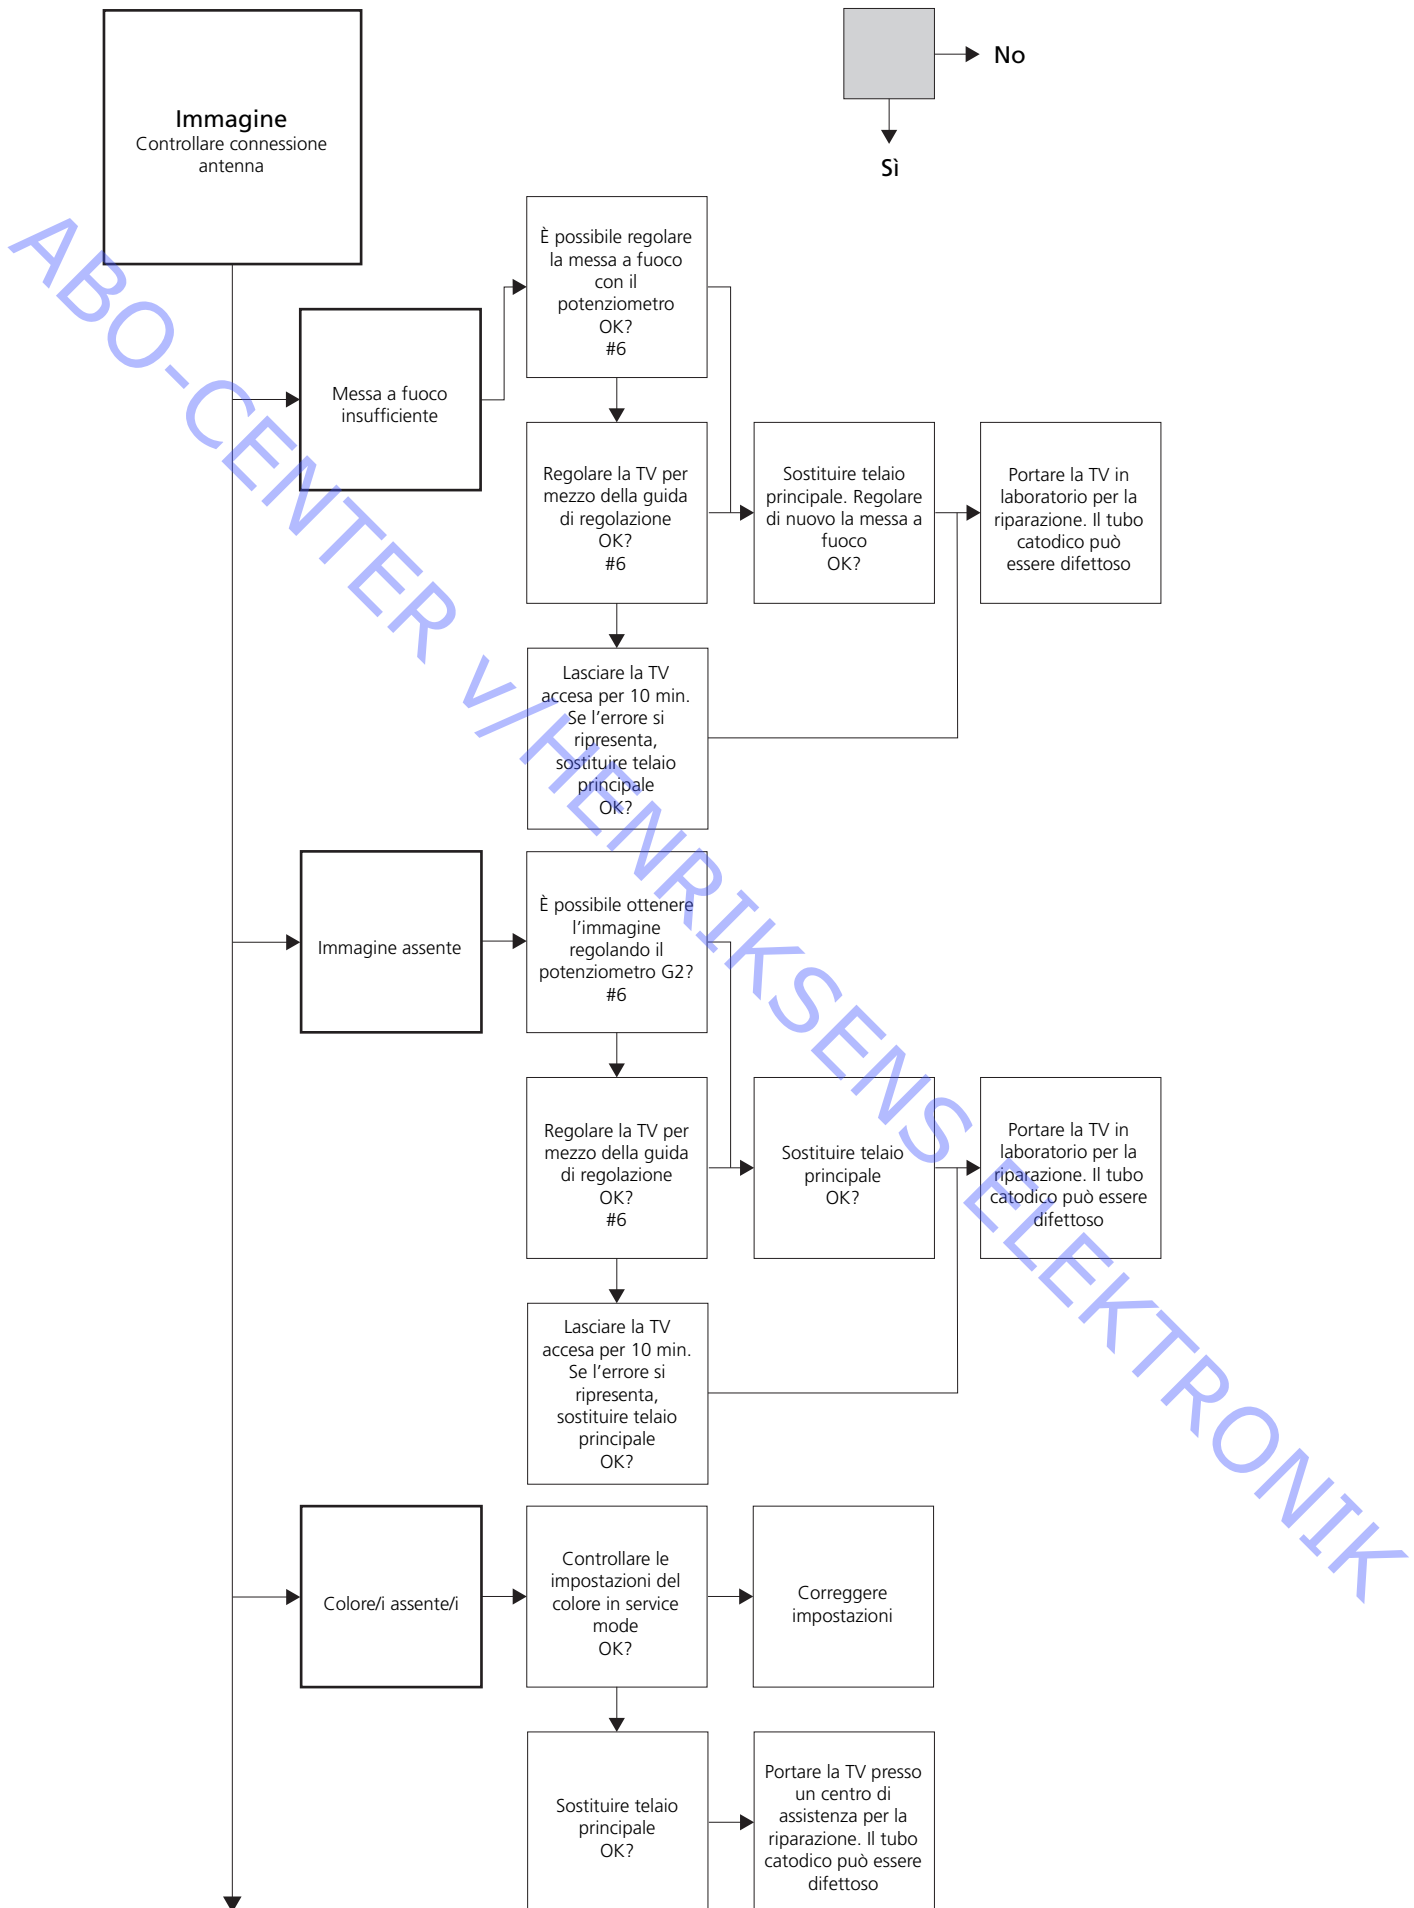 Immagine
Controllare connessione
antenna
No
Sì
Messa a fuoco
insufficiente
È possibile regolare
la messa a fuoco
con il
potenziometro
OK?
#6
Regolare la TV per
mezzo della guida
di regolazione
OK?
#6
Sostituire telaio
principale. Regolare
di nuovo la messa a
fuoco
OK?
Portare la TV in
laboratorio per la
riparazione. Il tubo
catodico può
essere difettoso
Lasciare la TV
accesa per 10 min.
Se l'errore si
ripresenta,
sostituire telaio
principale
OK?
Immagine assente
È possibile ottenere
l'immagine
regolando il
potenziometro G2?
#6
Regolare la TV per
mezzo della guida
di regolazione
OK?
#6
Sostituire telaio
principale
OK?
Portare la TV in
laboratorio per la
riparazione. Il tubo
catodico può essere
difettoso
Lasciare la TV
accesa per 10 min.
Se l'errore si
ripresenta,
sostituire telaio
principale
OK?
Colore/i assente/i
Controllare le
impostazioni del
colore in service
mode
OK?
Correggere
impostazioni
Sostituire telaio
principale
OK?
Portare la TV presso
un centro di
assistenza per la
riparazione. Il tubo
catodico può essere
difettoso
ABO-CENTER v/HENRIKSENS ELEKTRONIK